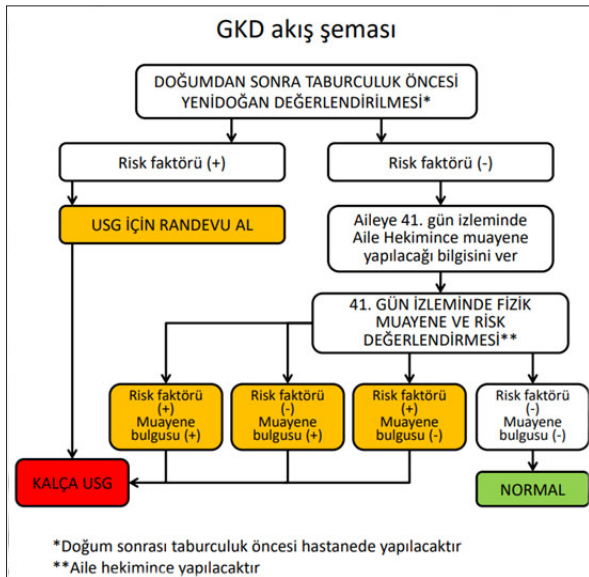 GKD akış şeması
DOĞUMDAN SONRA TABURCULUK ÖNCESİ
YENİDOĞAN DEĞERLENDİRİLMESİ*
Risk faktörü (+)
Risk faktörü (-)
USG İÇİN RANDEVU AL
Aileye 41. gün izleminde
Aile Hekimince muayene
yapılacağı bilgisini ver
41. GÜN İZLEMİNDE FİZİK
MUAYENE VE RİSK
DEĞERLENDİRMESİ**
Risk faktörü
(+)
Muayene
bulgusu (+)
Risk faktörü
(-)
Muayene
bulgusu (+)
Risk faktörü
(+)
Muayene
bulgusu (-)
Risk faktörü
(-)
Muayene
bulgusu (-)
KALÇA USG
NORMAL
*Doğum sonrası taburculuk öncesi hastanede yapılacaktır
**Aile hekimince yapılacaktır